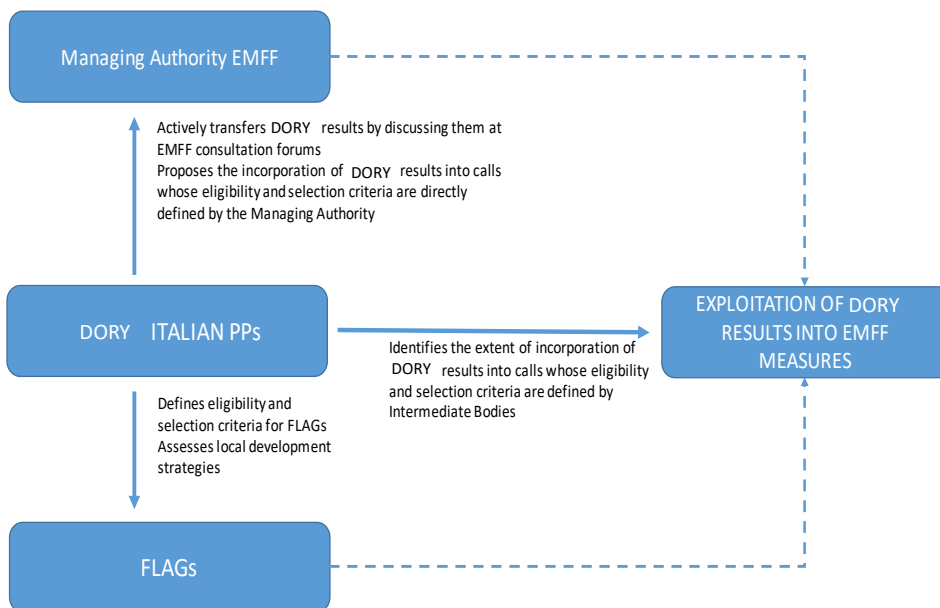 Managing Authority EMFF
Actively transfers DORY results by discussing them at
EMFF consultation forums
Proposes the incorporation of DORY results into calls
whose eligibility and selection criteria are directly
defined by the Managing Authority
DORY ITALIAN PPs
EXPLOITATION OF DORY
RESULTS INTO EMFF
MEASURES
Identifies the extent of incorporation of
DORY results into calls whose eligibility
and selection criteria are defined by
Intermediate Bodies
Defines eligibility and
selection criteria for FLAGs
Assesses local development
strategies
FLAGs